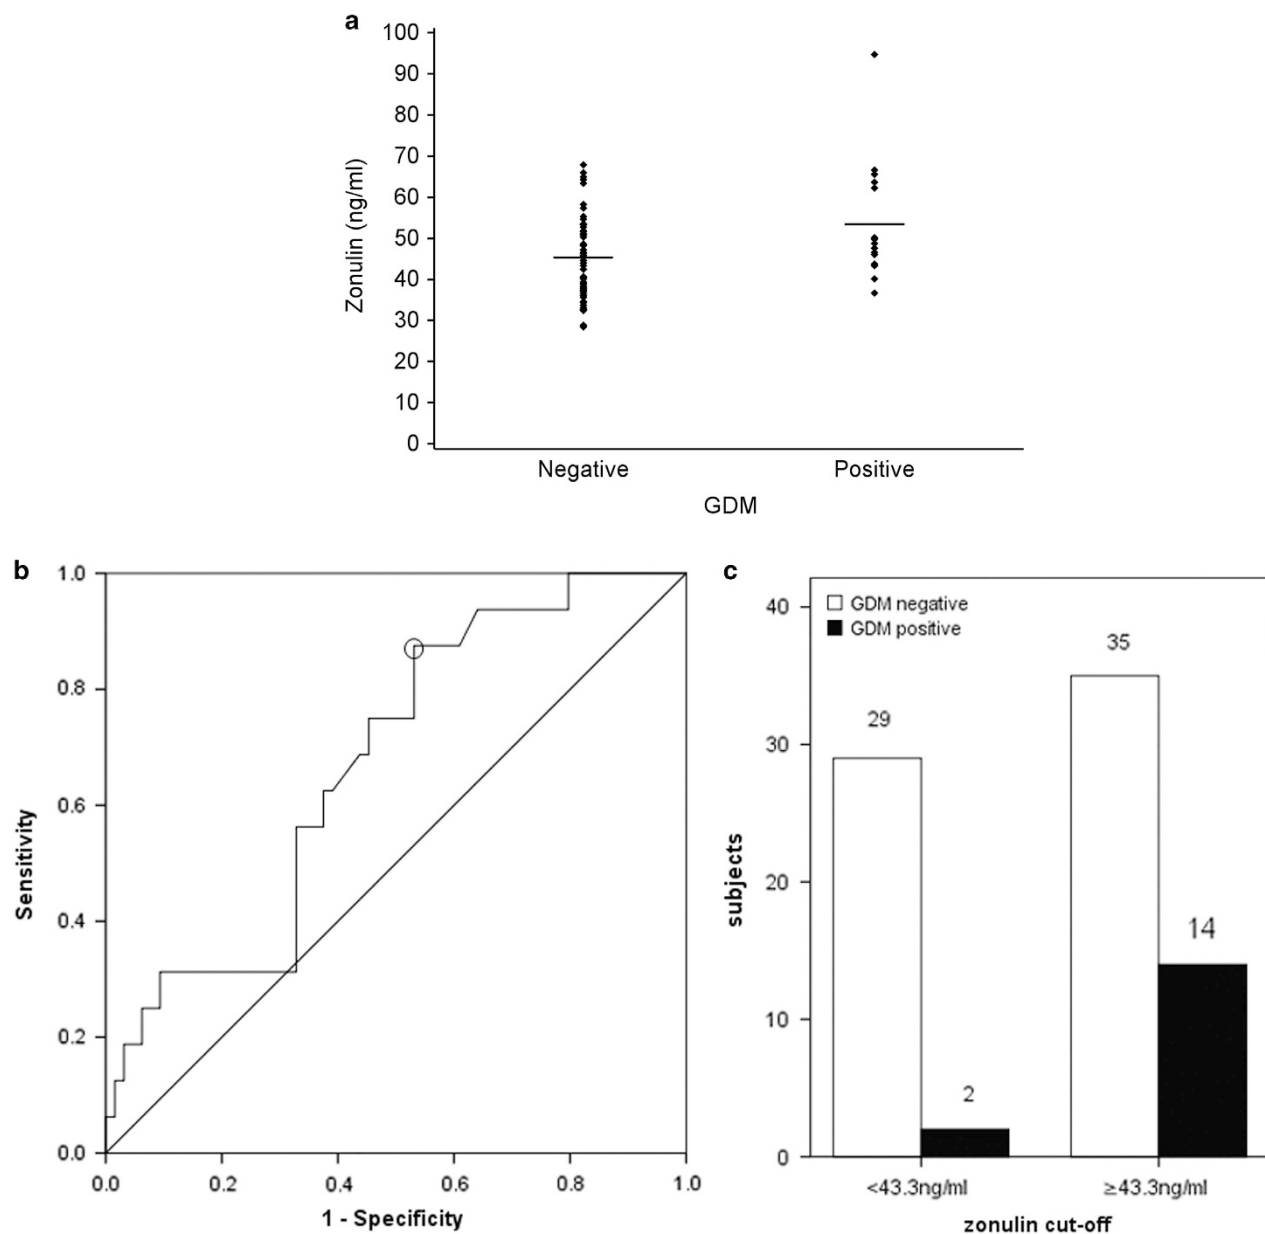 a
100
90
80
70
60
50
40
30
20
10
0
Zonulin (ng/ml)
Negative Positive
GDM
b
1.0
0.8
0.6
0.4
0.2
0.0
Sensitivity
0.0 0.2 0.4 0.6 0.8 1.0
1 - Specificity
c
GDM negative
GDM positive
40
30
20
10
0
subjects
29
2
35
14
<43.3ng/ml ≥43.3ng/ml
zonulin cut-off